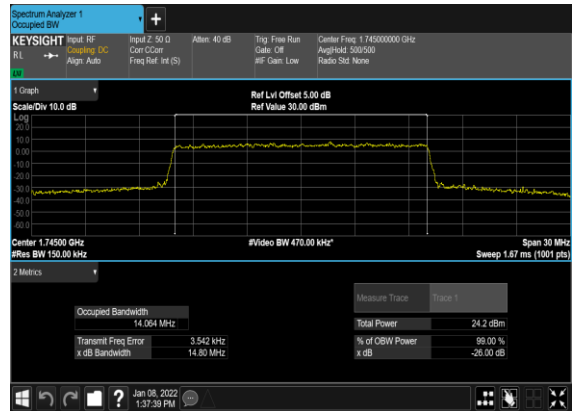 Spectrum Analyzer 1
Occupied BW
+
KEYSIGHT Input: RF Input Z: 50 Ω Atten: 40 dB Trig: Free Run Center Freq: 1.745000000 GHz
RL Coupling: DC Corr CCorr Gate: Off Avg|Hold: 500/500
Align: Auto Freq Ref: Int (S) #IF Gain: Low Radio Std: None
1 Graph Ref Lvl Offset 5.00 dB
Scale/Div 10.0 dB Ref Value 30.00 dBm
Log
20.0
10.0
0.00
-10.0
-20.0
-30.0
-40.0
-50.0
-60.0
Center 1.74500 GHz #Video BW 470.00 kHz* Span 30 MHz
#Res BW 150.00 kHz Sweep 1.67 ms (1001 pts)
2 Metrics
Measure Trace Trace 1
Occupied Bandwidth
14.064 MHz Total Power 24.2 dBm
Transmit Freq Error 3.542 kHz % of OBW Power 99.00 %
x dB Bandwidth 14.80 MHz x dB -26.00 dB
? Jan 08, 2022
1:37:39 PM